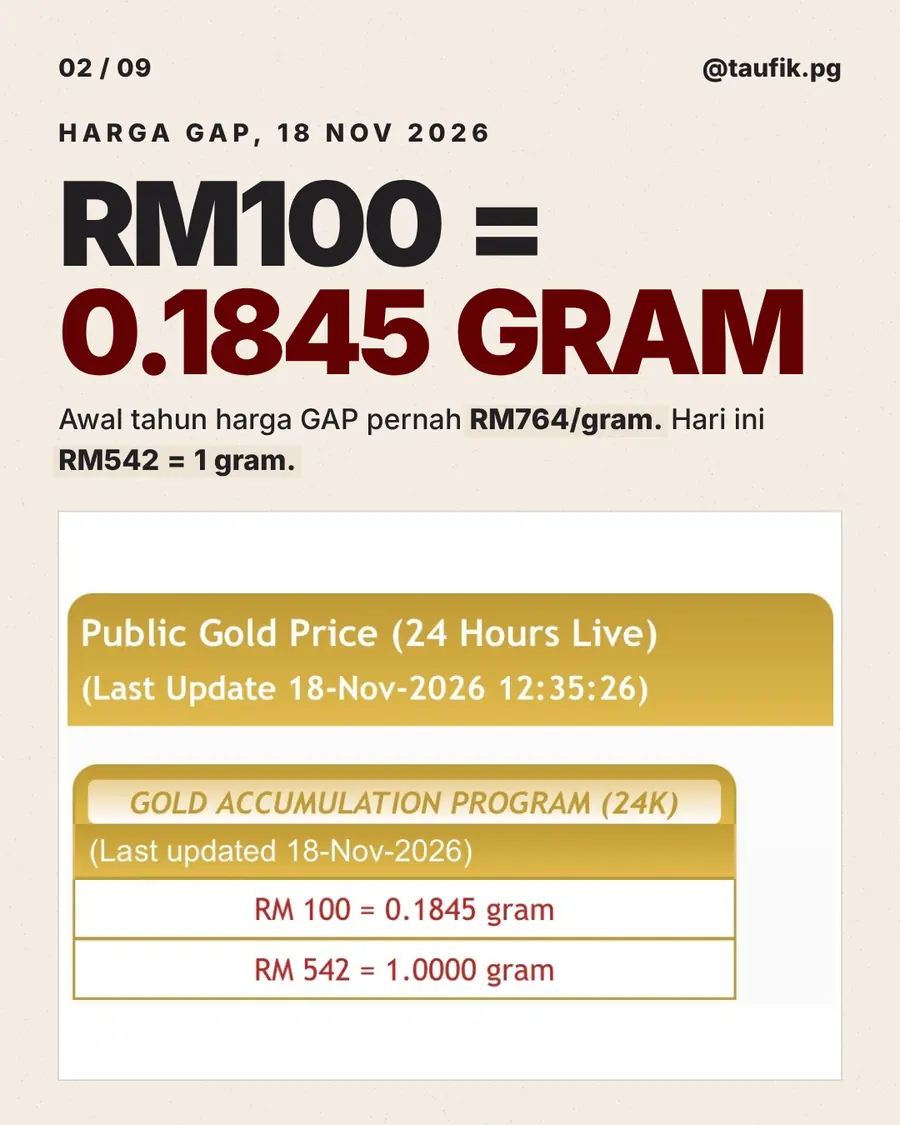 02 / 09
@taufik.pg
HARGA GAP, 18 NOV 2026
RM100 =
0.1845 GRAM
Awal tahun harga GAP pernah RM764/gram. Hari ini
RM542 = 1 gram.
Public Gold Price (24 Hours Live)
(Last Update 18-Nov-2026 12:35:26)
GOLD ACCUMULATION PROGRAM (24K)
(Last updated 18-Nov-2026)
RM 100 = 0.1845 gram
RM 542 = 1.0000 gram